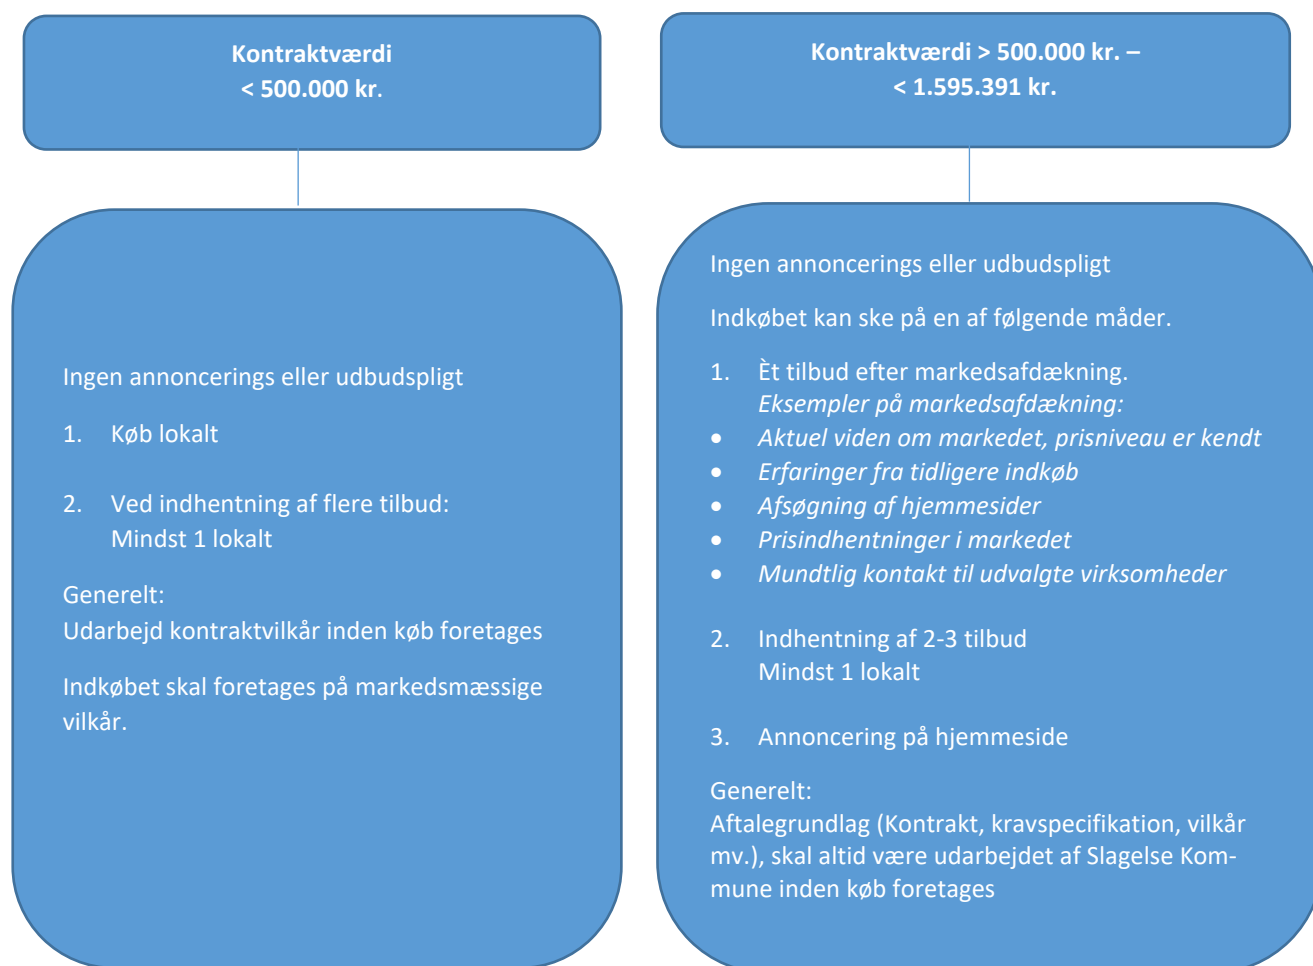 Kontraktværdi
< 500.000 kr.
Ingen annoncerings eller udbudspligt
1. Køb lokalt
2. Ved indhentning af flere tilbud:
Mindst 1 lokalt
Generelt:
Udarbejd kontraktvilkår inden køb foretages
Indkøbet skal foretages på markedsmæssige
vilkår.
Kontraktværdi > 500.000 kr. –
< 1.595.391 kr.
Ingen annoncerings eller udbudspligt
Indkøbet kan ske på en af følgende måder.
1. Èt tilbud efter markedsafdækning.
Eksempler på markedsafdækning:
• Aktuel viden om markedet, prisniveau er kendt
• Erfaringer fra tidligere indkøb
• Afsøgning af hjemmesider
• Prisindhentninger i markedet
• Mundtlig kontakt til udvalgte virksomheder
2. Indhentning af 2-3 tilbud
Mindst 1 lokalt
3. Annoncering på hjemmeside
Generelt:
Aftalegrundlag (Kontrakt, kravspecifikation, vilkår
mv.), skal altid være udarbejdet af Slagelse Kom-
mune inden køb foretages